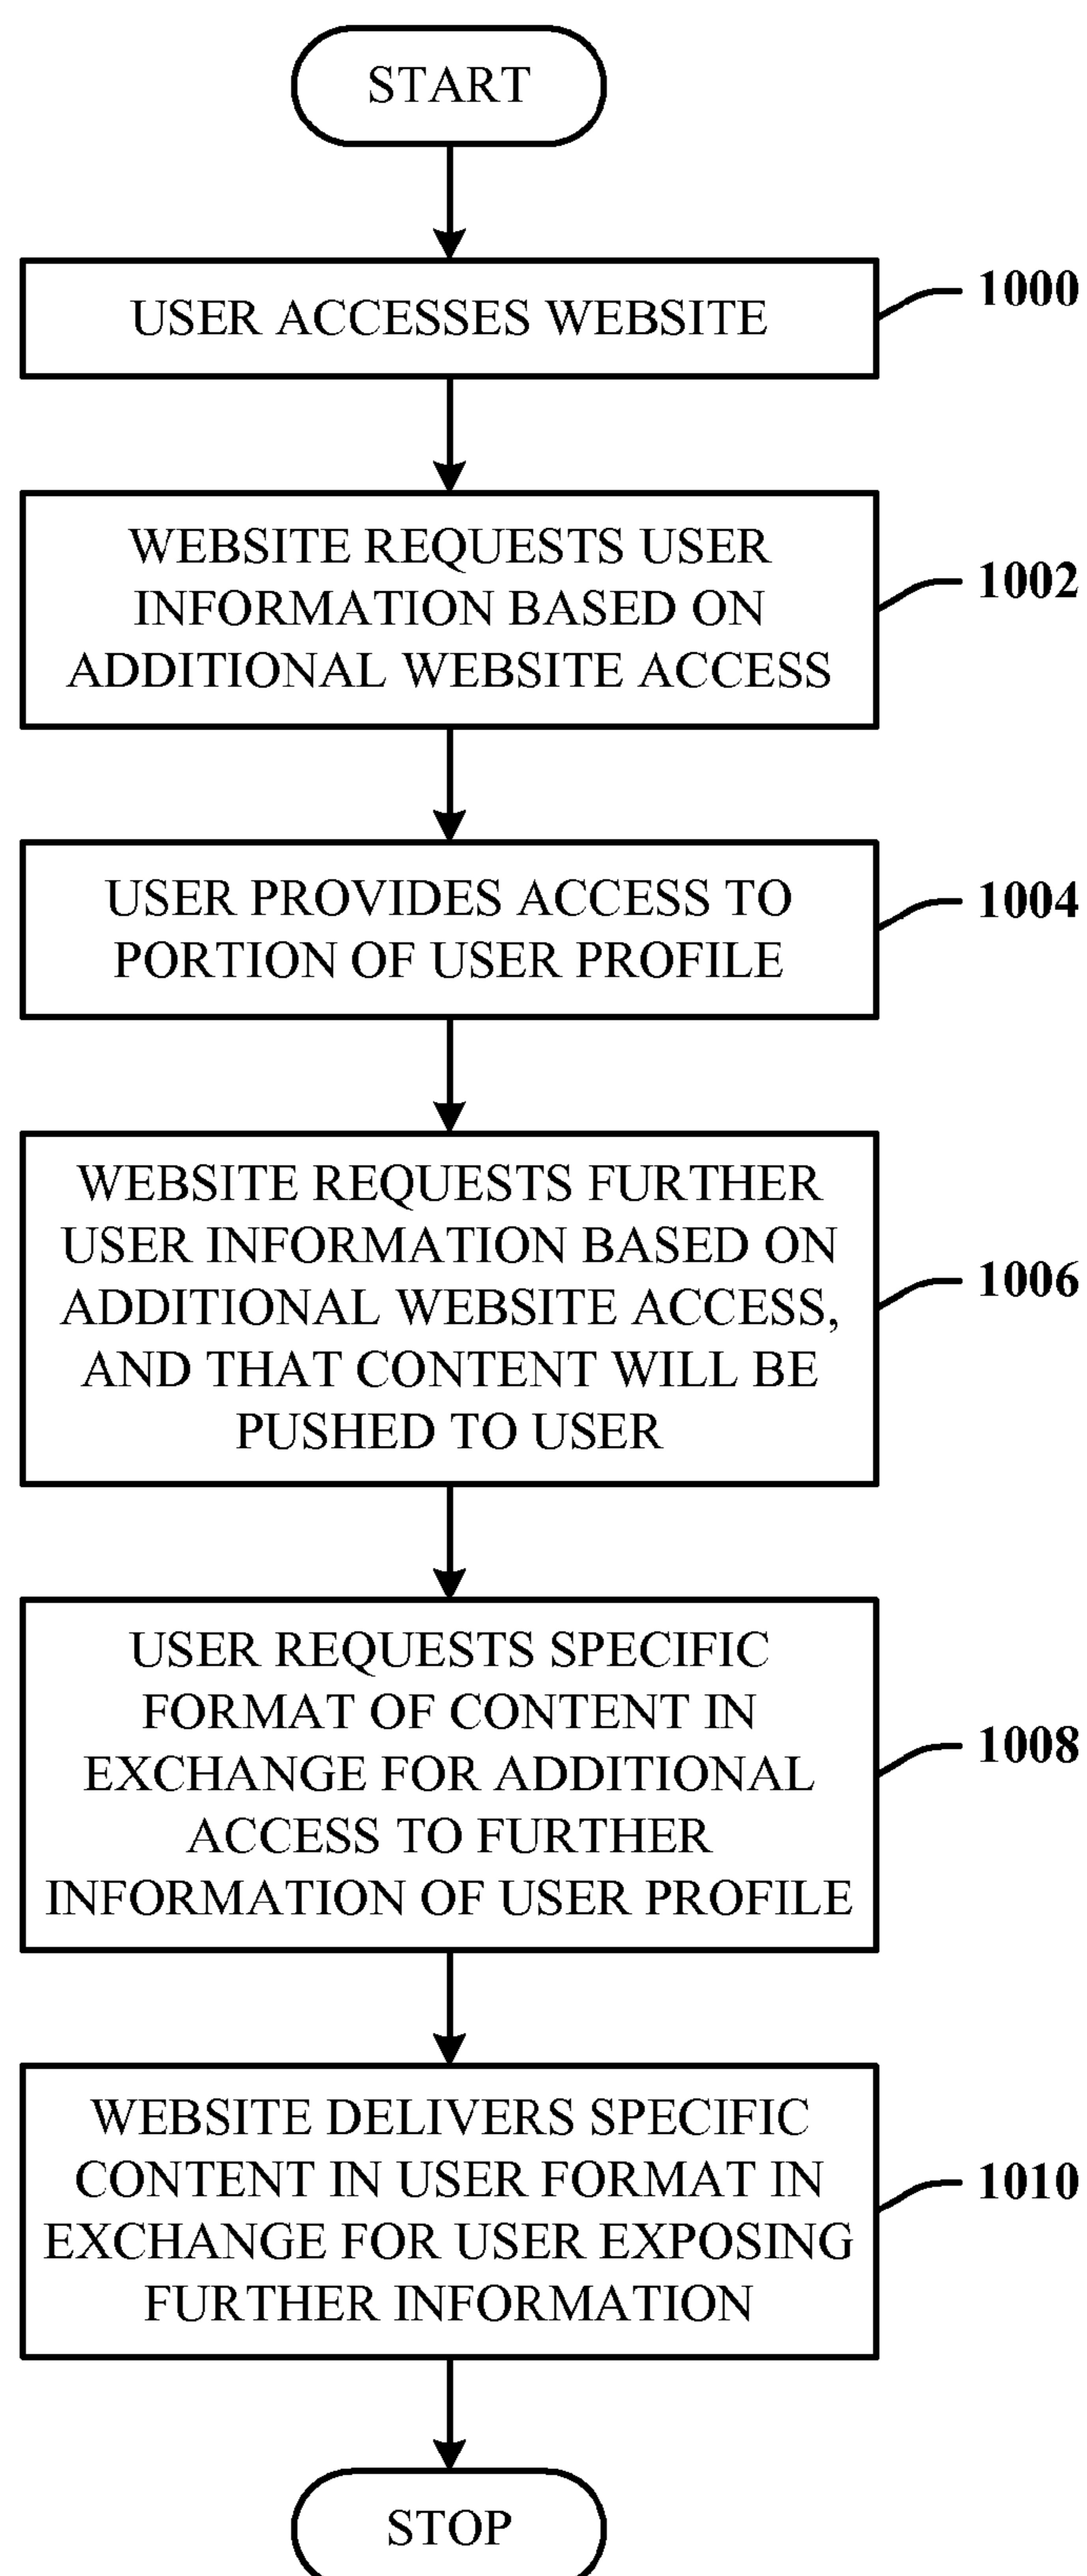 START
USER ACCESSES WEBSITE
1000
WEBSITE REQUESTS USER
INFORMATION BASED ON
ADDITIONAL WEBSITE ACCESS
1002
USER PROVIDES ACCESS TO
PORTION OF USER PROFILE
1004
WEBSITE REQUESTS FURTHER
USER INFORMATION BASED ON
ADDITIONAL WEBSITE ACCESS,
AND THAT CONTENT WILL BE
PUSHED TO USER
1006
USER REQUESTS SPECIFIC
FORMAT OF CONTENT IN
EXCHANGE FOR ADDITIONAL
ACCESS TO FURTHER
INFORMATION OF USER PROFILE
1008
WEBSITE DELIVERS SPECIFIC
CONTENT IN USER FORMAT IN
EXCHANGE FOR USER EXPOSING
FURTHER INFORMATION
1010
STOP